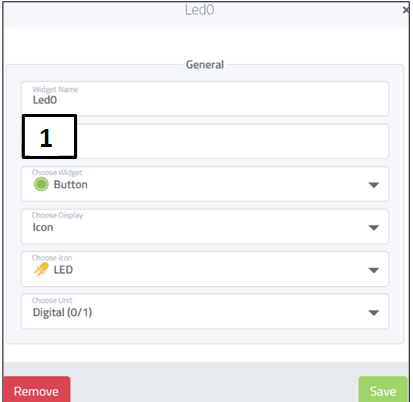 Led0
×
General
Widget Name
Led0
1
Choose Widget
Button
Choose Display
Icon
Choose Icon
LED
Choose Unit
Digital (0/1)
Remove
Save